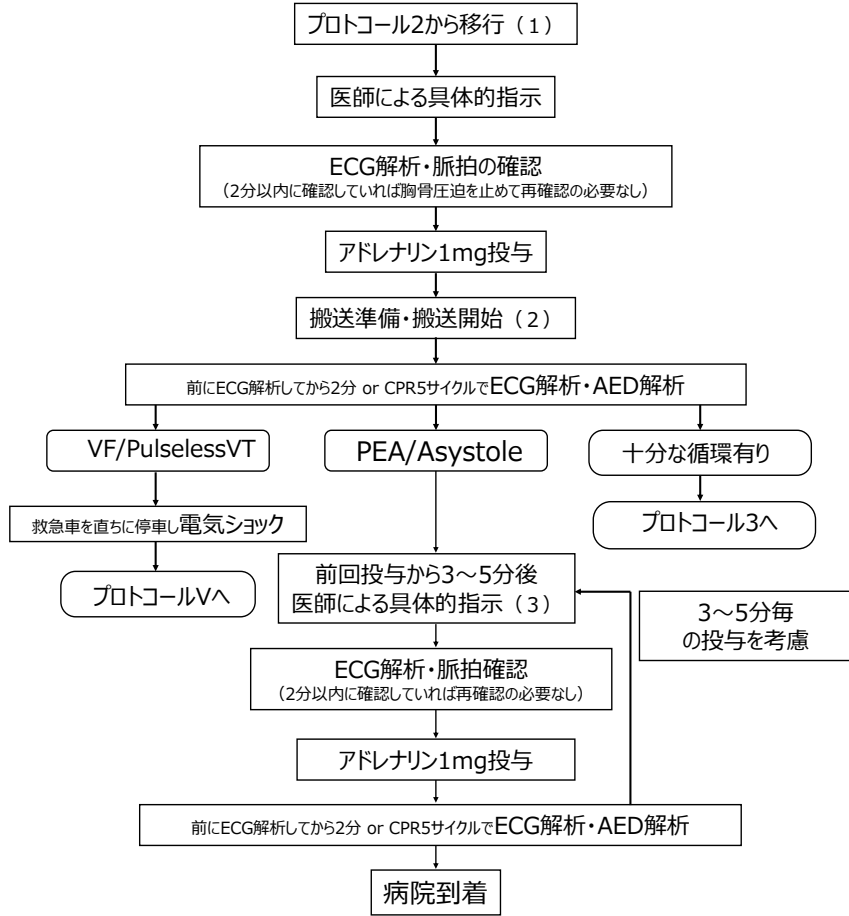 プロトコール2から移行（1）
医師による具体的指示
ECG解析・脈拍の確認
（2分以内に確認していれば胸骨圧迫を止めて再確認の必要なし）
アドレナリン1mg投与
搬送準備・搬送開始（2）
前にECG解析してから2分 or CPR5サイクルでECG解析・AED解析
VF/PulselessVT
PEA/Asystole
十分な循環有り
救急車を直ちに停車し電気ショック
プロトコール3へ
プロトコールVへ
前回投与から3～5分後
医師による具体的指示（3）
3～5分毎
の投与を考慮
ECG解析・脈拍確認
（2分以内に確認していれば再確認の必要なし）
アドレナリン1mg投与
前にECG解析してから2分 or CPR5サイクルでECG解析・AED解析
病院到着